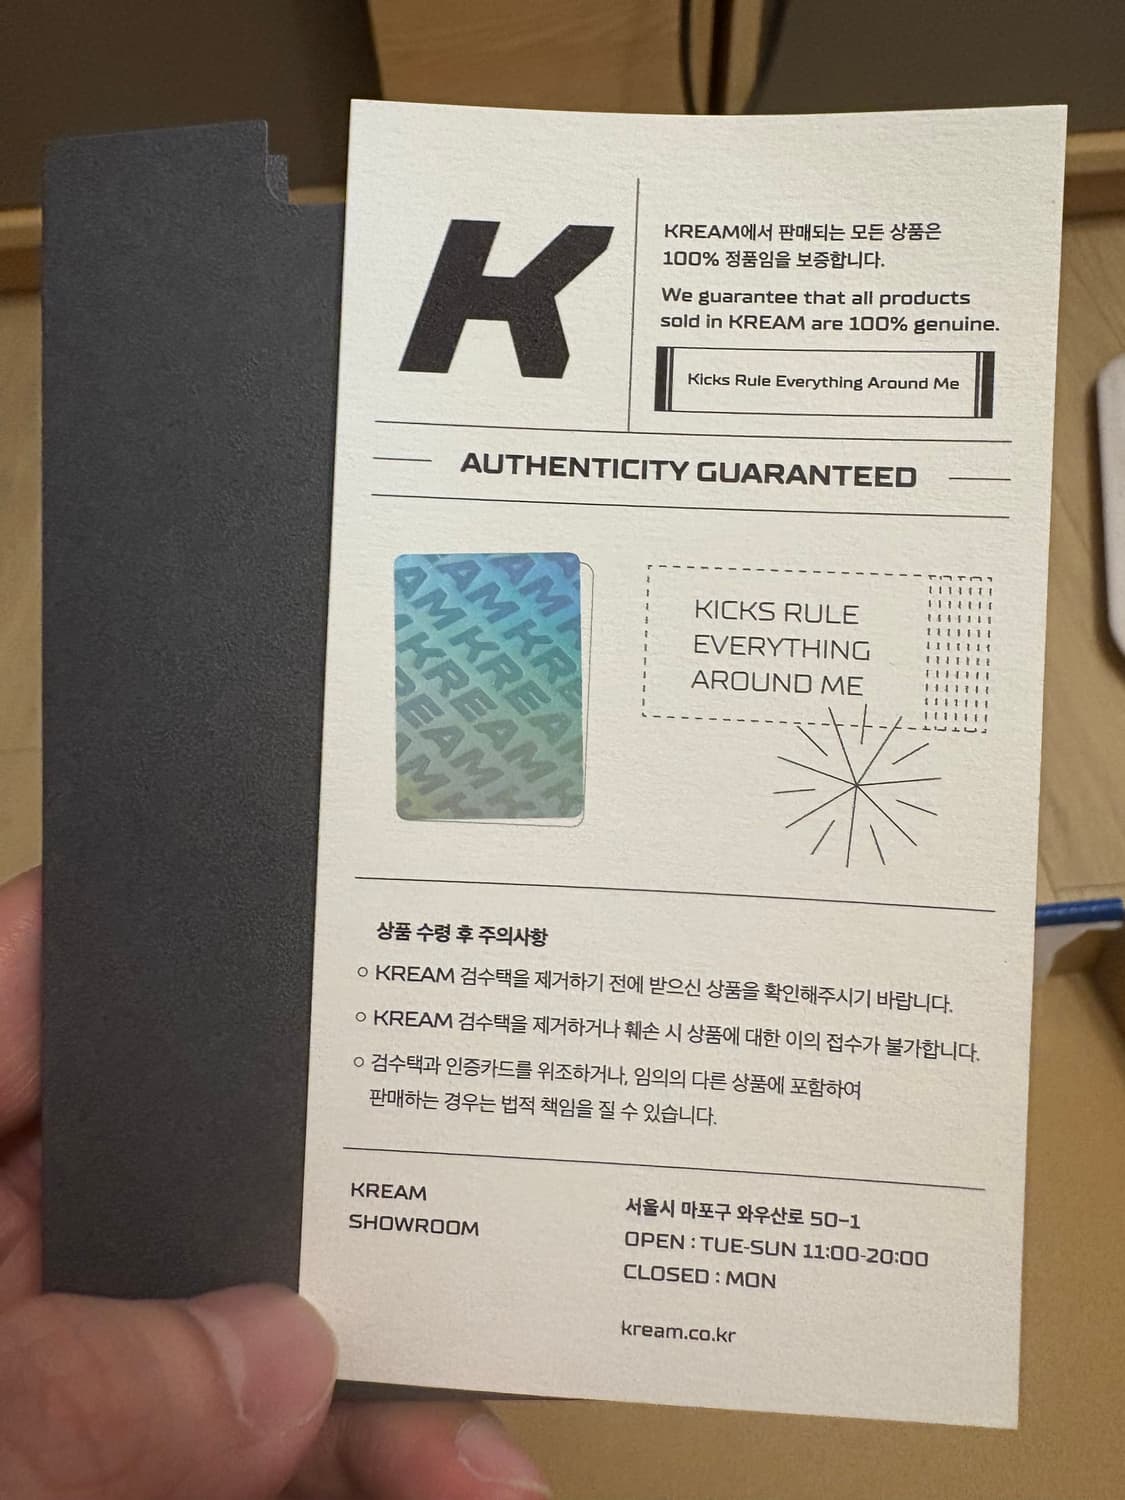 K
KREAM에서 판매되는 모든 상품은
100% 정품임을 보증합니다.
We guarantee that all products
sold in KREAM are 100% genuine.
Kicks Rule Everything Around Me
AUTHENTICITY GUARANTEED
KREAM KREAM KREAM
KICKS RULE
EVERYTHING
AROUND ME
상품 수령 후 주의사항
○ KREAM 검수택을 제거하기 전에 받으신 상품을 확인해주시기 바랍니다.
○ KREAM 검수택을 제거하거나 훼손 시 상품에 대한 이의 접수가 불가합니다.
○ 검수택과 인증카드를 위조하거나, 임의의 다른 상품에 포함하여
판매하는 경우는 법적 책임을 질 수 있습니다.
KREAM
SHOWROOM
서울시 마포구 와우산로 50-1
OPEN : TUE-SUN 11:00-20:00
CLOSED : MON
kream.co.kr